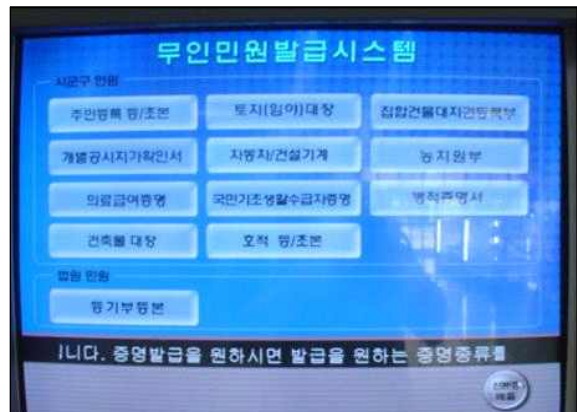 무인민원발급시스템
시군구 민원
주민등록 등/초본
토지(임야)대장
집합건물대지권등록부
개별공시지가확인서
자동차/건설기계
농지원부
의료급여증명
국민기초생활수급자증명
병적증명서
건축물 대장
호적 등/초본
법원 민원
등기부등본
니다. 증명발급을 원하시면 발급을 원하는 증명종류를